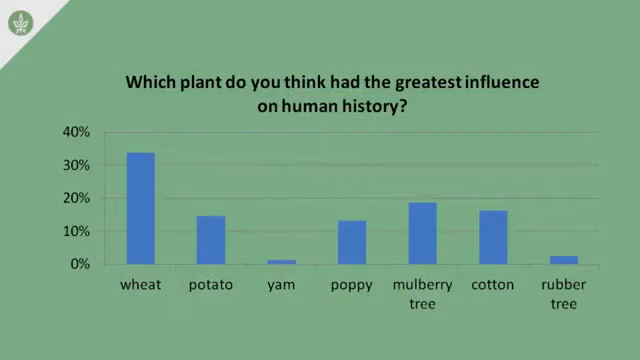 Which plant do you think had the greatest influence
on human history?
40%
30%
20%
10%
0%
wheat
potato
yam
poppy
mulberry
tree
cotton
rubber
tree